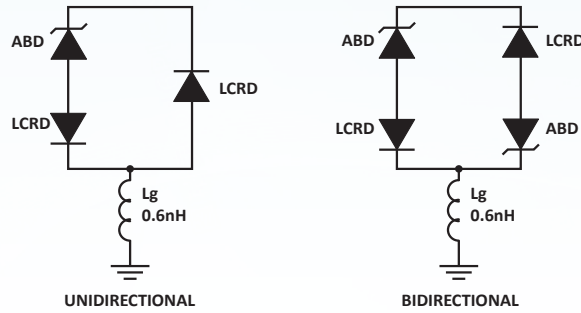 ABD
LCRD
LCRD
Lg
0.6nH
UNIDIRECTIONAL
ABD
LCRD
LCRD
ABD
Lg
0.6nH
BIDIRECTIONAL